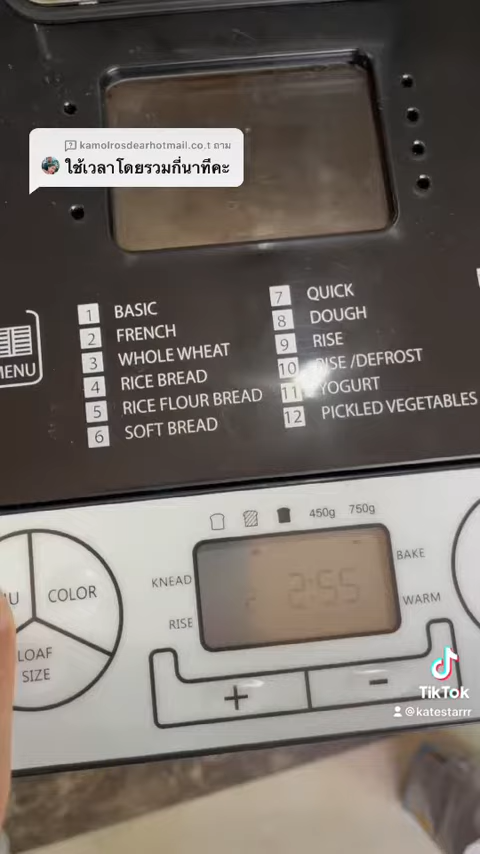 kamolrosdearhotmail.co.t ถาม
ใช้เวลาโดยรวมกี่นาทีคะ
MENU
1 BASIC
2 FRENCH
3 WHOLE WHEAT
4 RICE BREAD
5 RICE FLOUR BREAD
6 SOFT BREAD
7 QUICK
8 DOUGH
9 RISE
10 RISE /DEFROST
11 YOGURT
12 PICKLED VEGETABLES
450g 750g
KNEAD
RISE
2:55
BAKE
WARM
COLOR
LOAF
SIZE
+ -
TikTok
@katestarrr